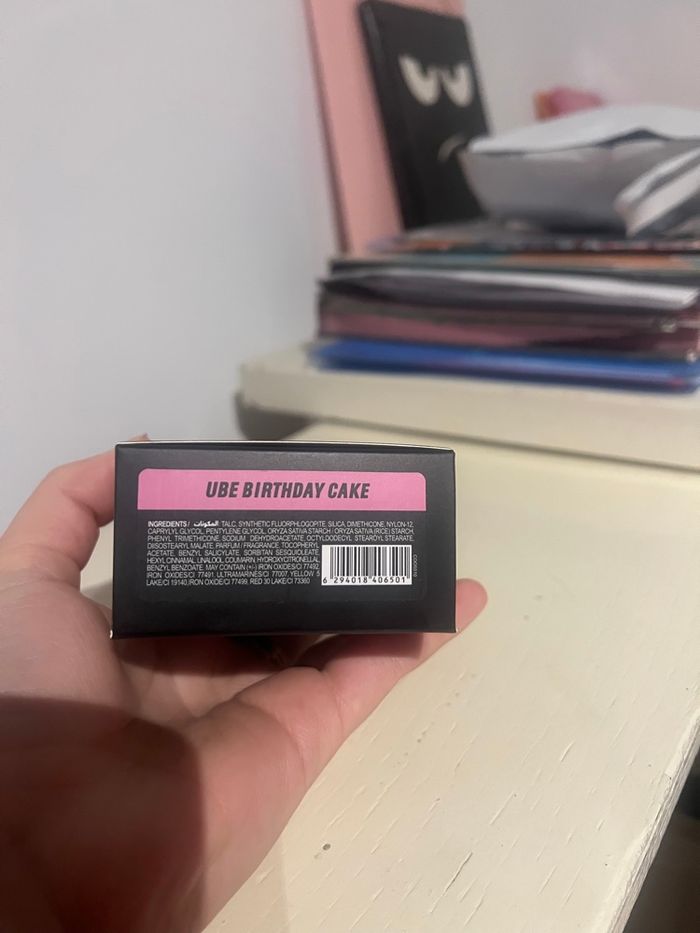 UBE BIRTHDAY CAKE
INGREDIENTS / المكونات: TALC, SYNTHETIC FLUORPHLOGOPITE, SILICA, DIMETHICONE, NYLON-12,
CAPRYLYL GLYCOL, PENTYLENE GLYCOL, ORYZA SATIVA STARCH / ORYZA SATIVA (RICE) STARCH,
PHENYL TRIMETHICONE, SODIUM DEHYDROACETATE, OCTYLDODECYL STEAROYL STEARATE,
DIISOSTEARYL MALATE, PARFUM / FRAGRANCE, TOCOPHERYL
ACETATE, BENZYL SALICYLATE, SORBITAN SESQUIOLEATE,
HEXYL CINNAMAL, LINALOOL, COUMARIN, HYDROXYCITRONELLAL,
BENZYL BENZOATE. MAY CONTAIN (+/-) IRON OXIDES/CI 77492,
IRON OXIDES/CI 77491, ULTRAMARINES/CI 77007, YELLOW 5
LAKE/CI 19140, IRON OXIDE/CI 77499, RED 30 LAKE/CI 73360
6 294018 406501